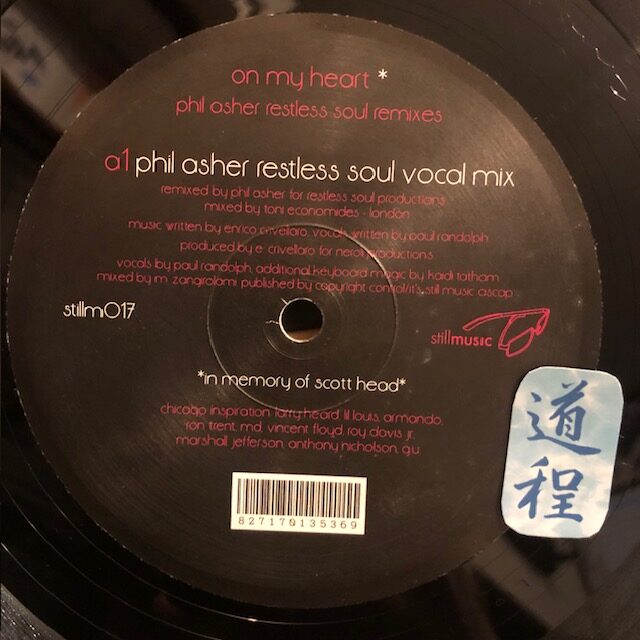 on my heart *
phil asher restless soul remixes
a1 phil asher restless soul vocal mix
remixed by phil asher for restless soul productions
mixed by toni economides - london
music written by enrico crivellaro, vocals written by paul randolph
produced by e. crivellaro for neroli productions
vocals by paul randolph, additional keyboard magic by kaidi tatham
mixed by m. zangirolami published by copyright control/it's still music ascap
stillm017
stillmusic
*in memory of scott head*
chicago inspiration: larry heard, lil louis, armando,
ron trent, m.d., vincent floyd, roy davis jr,
marshall jefferson, anthony nicholson, g.u.
827170135369
道程